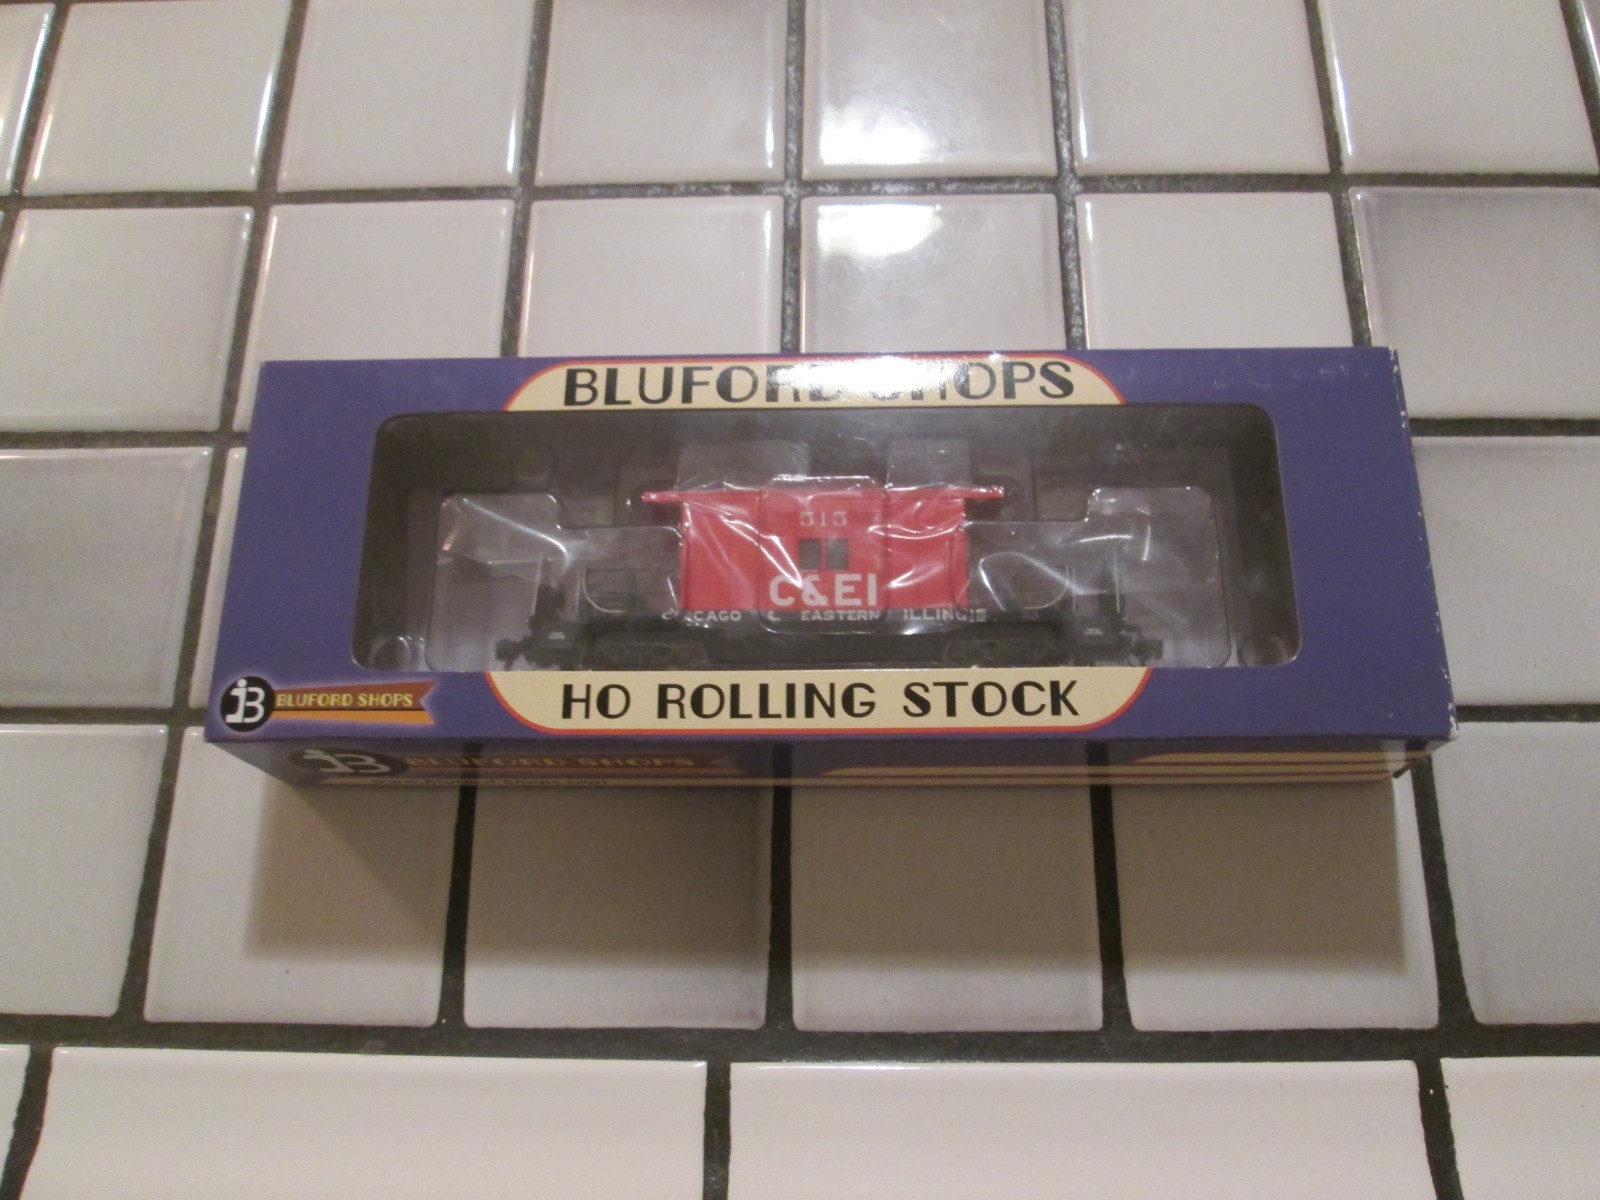 BLUFORD SHOPS
515
C&EI
CHICAGO & EASTERN ILLINOIS
HO ROLLING STOCK
B BLUFORD SHOPS
B BLUFORD SHOPS